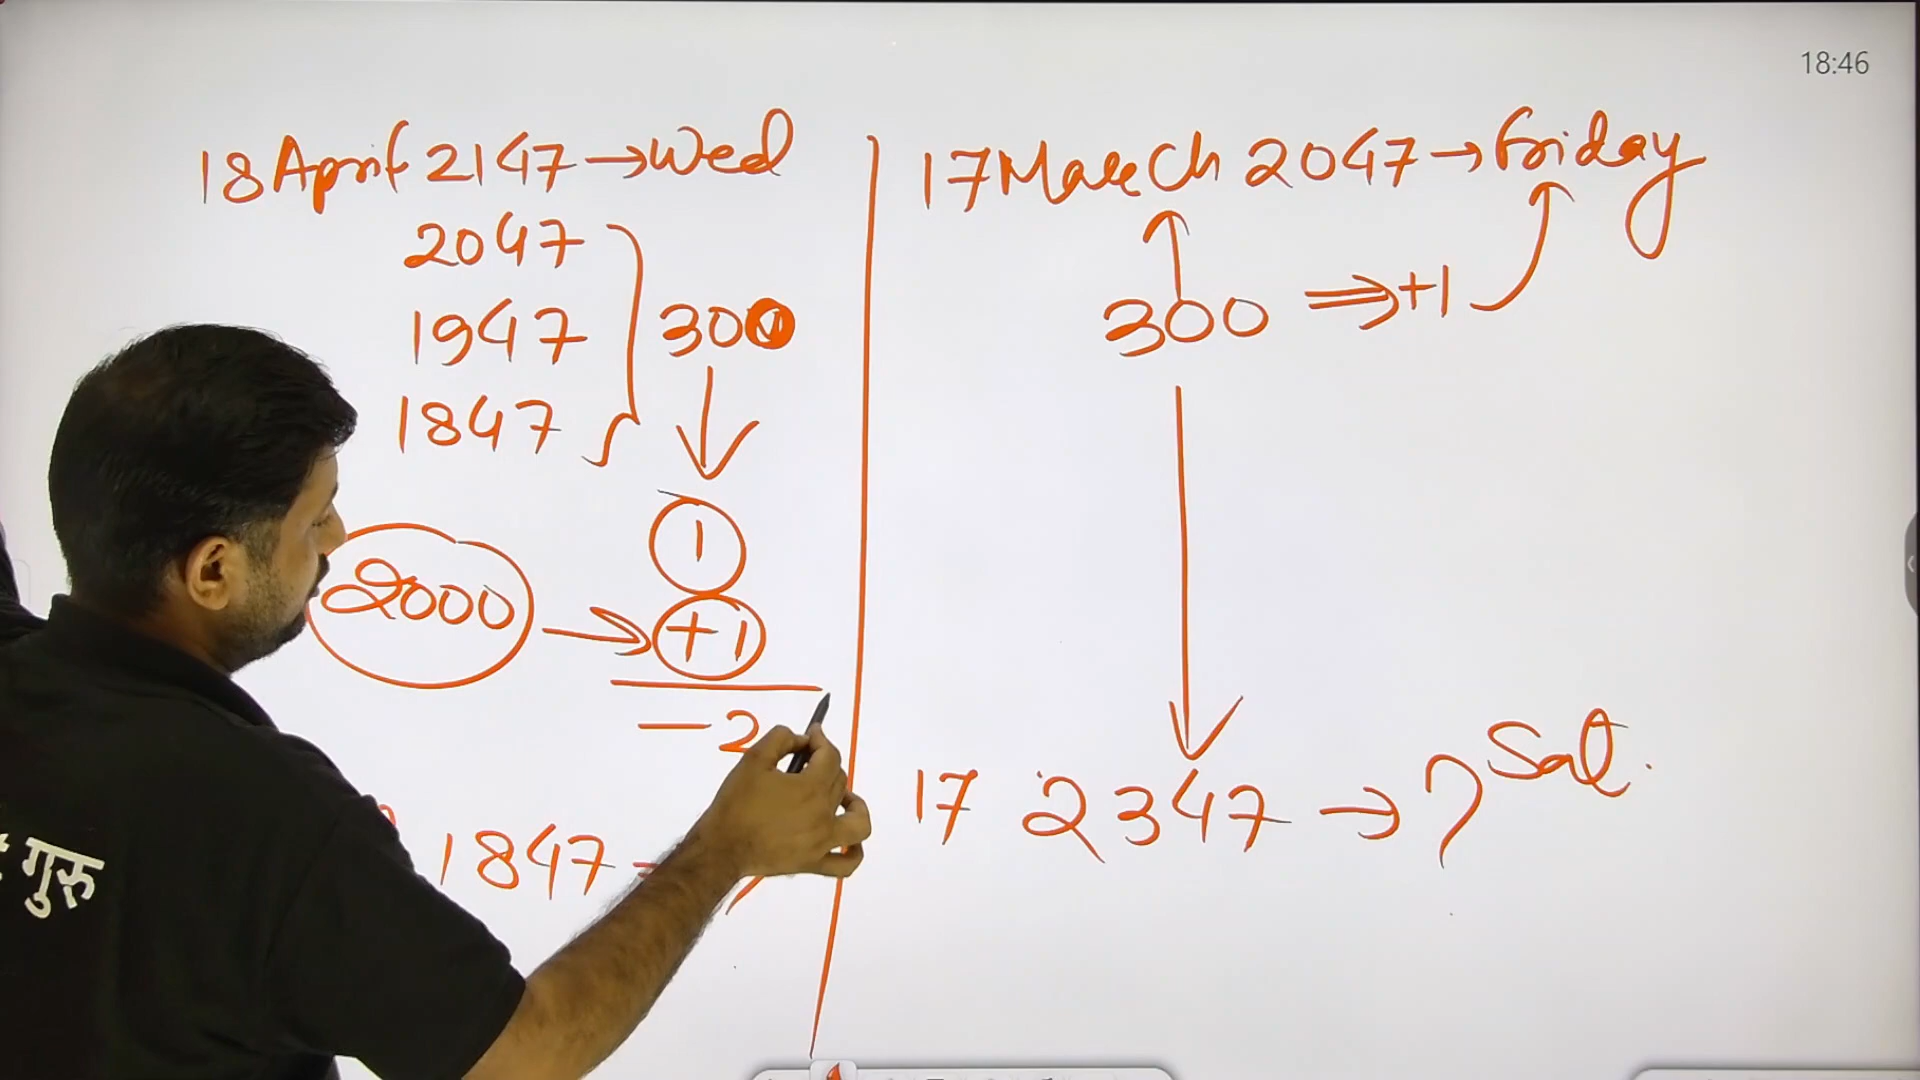 18:46
18 April 2147 → Wed
2047
1947
1847
300
1
2000 → +1
-2
1847
17 March 2047 → Friday
300 ⇒ +1
17 2347 → ? Sat.
गुरु